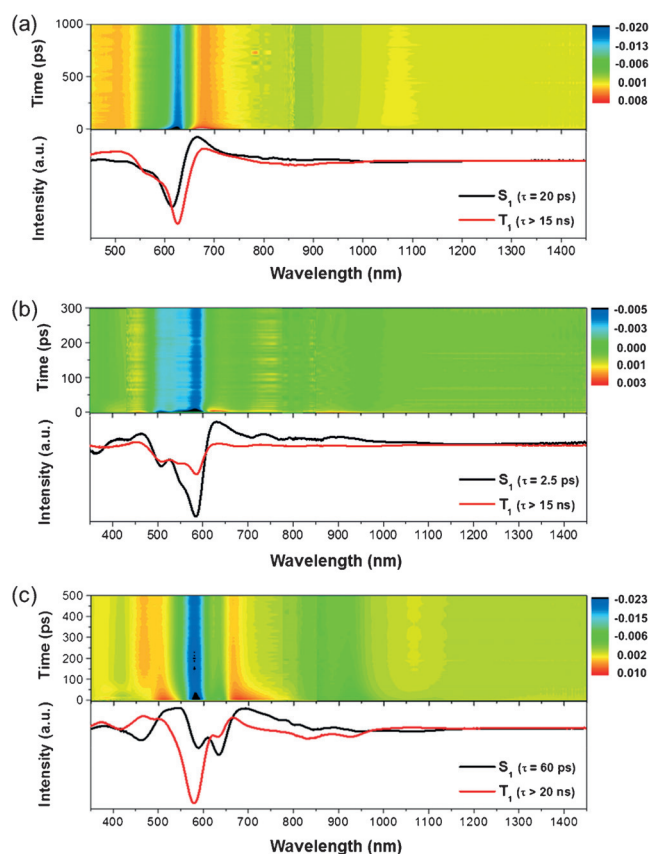 (a)
1000
500
0
Time (ps)
-0.020
-0.013
-0.006
0.001
0.008
Intensity (a.u.)
S₁ (τ = 20 ps)
T₁ (τ > 15 ns)
500 600 700 800 900 1000 1100 1200 1300 1400
Wavelength (nm)
(b)
300
200
100
0
Time (ps)
-0.005
-0.003
0.000
0.001
0.003
Intensity (a.u.)
S₁ (τ = 2.5 ps)
T₁ (τ > 15 ns)
400 500 600 700 800 900 1000 1100 1200 1300 1400
Wavelength (nm)
(c)
500
400
300
200
100
0
Time (ps)
-0.023
-0.015
-0.006
0.002
0.010
Intensity (a.u.)
S₁ (τ = 60 ps)
T₁ (τ > 20 ns)
400 500 600 700 800 900 1000 1100 1200 1300 1400
Wavelength (nm)